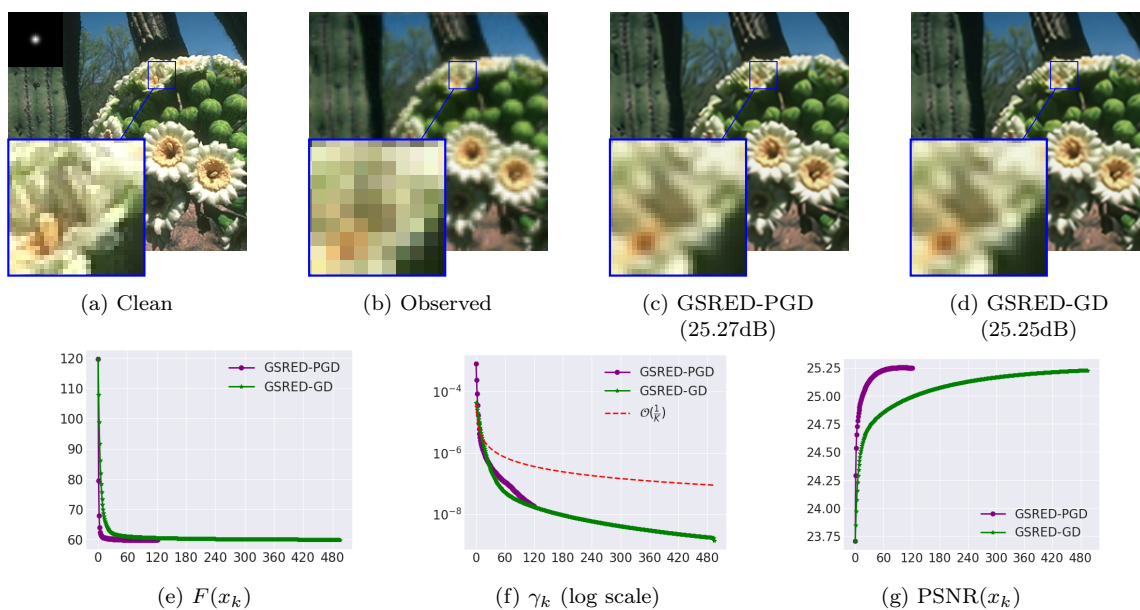 (a) Clean
(b) Observed
(c) GSRED-PGD
(25.27dB)
(d) GSRED-GD
(25.25dB)
120
110
100
90
80
70
60
0 60 120 180 240 300 360 420 480
GSRED-PGD
GSRED-GD
(e) F(x_k)
10^{-4}
10^{-6}
10^{-8}
0 60 120 180 240 300 360 420 480
GSRED-PGD
GSRED-GD
𝒪(1/K)
(f) γ_k (log scale)
25.25
25.00
24.75
24.50
24.25
24.00
23.75
0 60 120 180 240 300 360 420 480
GSRED-PGD
GSRED-GD
(g) PSNR(x_k)